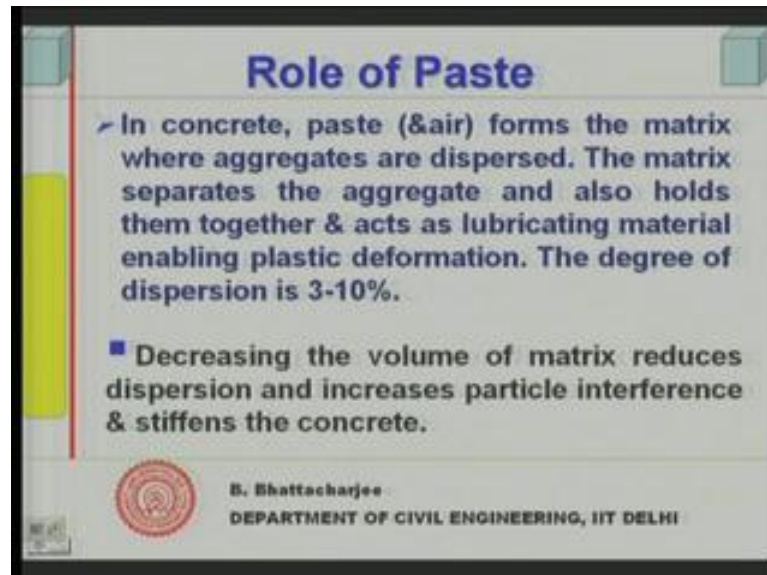 Role of Paste
In concrete, paste (&air) forms the matrix
where aggregates are dispersed. The matrix
separates the aggregate and also holds
them together & acts as lubricating material
enabling plastic deformation. The degree of
dispersion is 3-10%.
Decreasing the volume of matrix reduces
dispersion and increases particle interference
& stiffens the concrete.
B. Bhattacharjee
DEPARTMENT OF CIVIL ENGINEERING, IIT DELHI